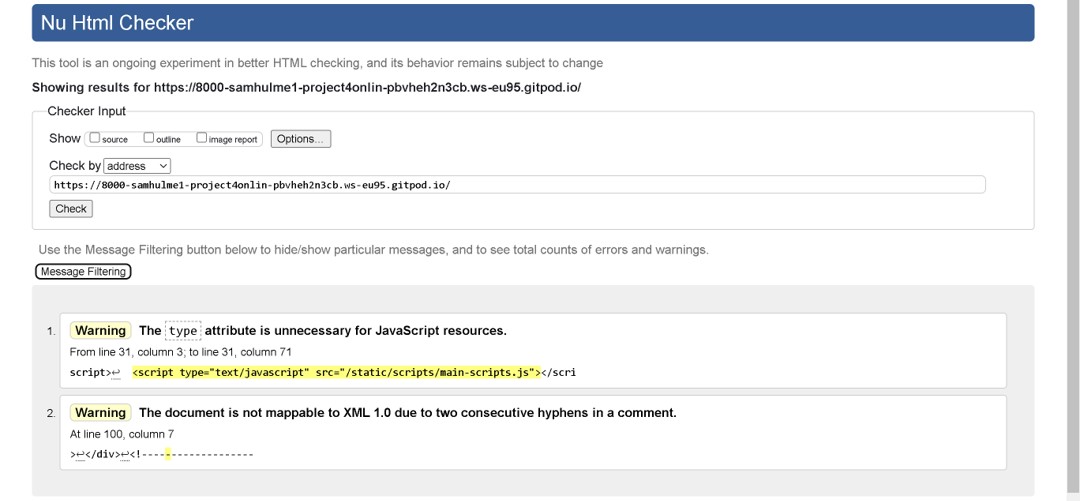 Nu Html Checker
This tool is an ongoing experiment in better HTML checking, and its behavior remains subject to change
Showing results for https://8000-samhulme1-project4onlin-pbvheh2n3cb.ws-eu95.gitpod.io/
Checker Input
Show source outline image report Options...
Check by address
https://8000-samhulme1-project4onlin-pbvheh2n3cb.ws-eu95.gitpod.io/
Check
Use the Message Filtering button below to hide/show particular messages, and to see total counts of errors and warnings.
Message Filtering
1. Warning The type attribute is unnecessary for JavaScript resources.
From line 31, column 3; to line 31, column 71
script>↩ <script type="text/javascript" src="/static/scripts/main-scripts.js"></scri
2. Warning The document is not mappable to XML 1.0 due to two consecutive hyphens in a comment.
At line 100, column 7
>↩</div>↩<!-------------------